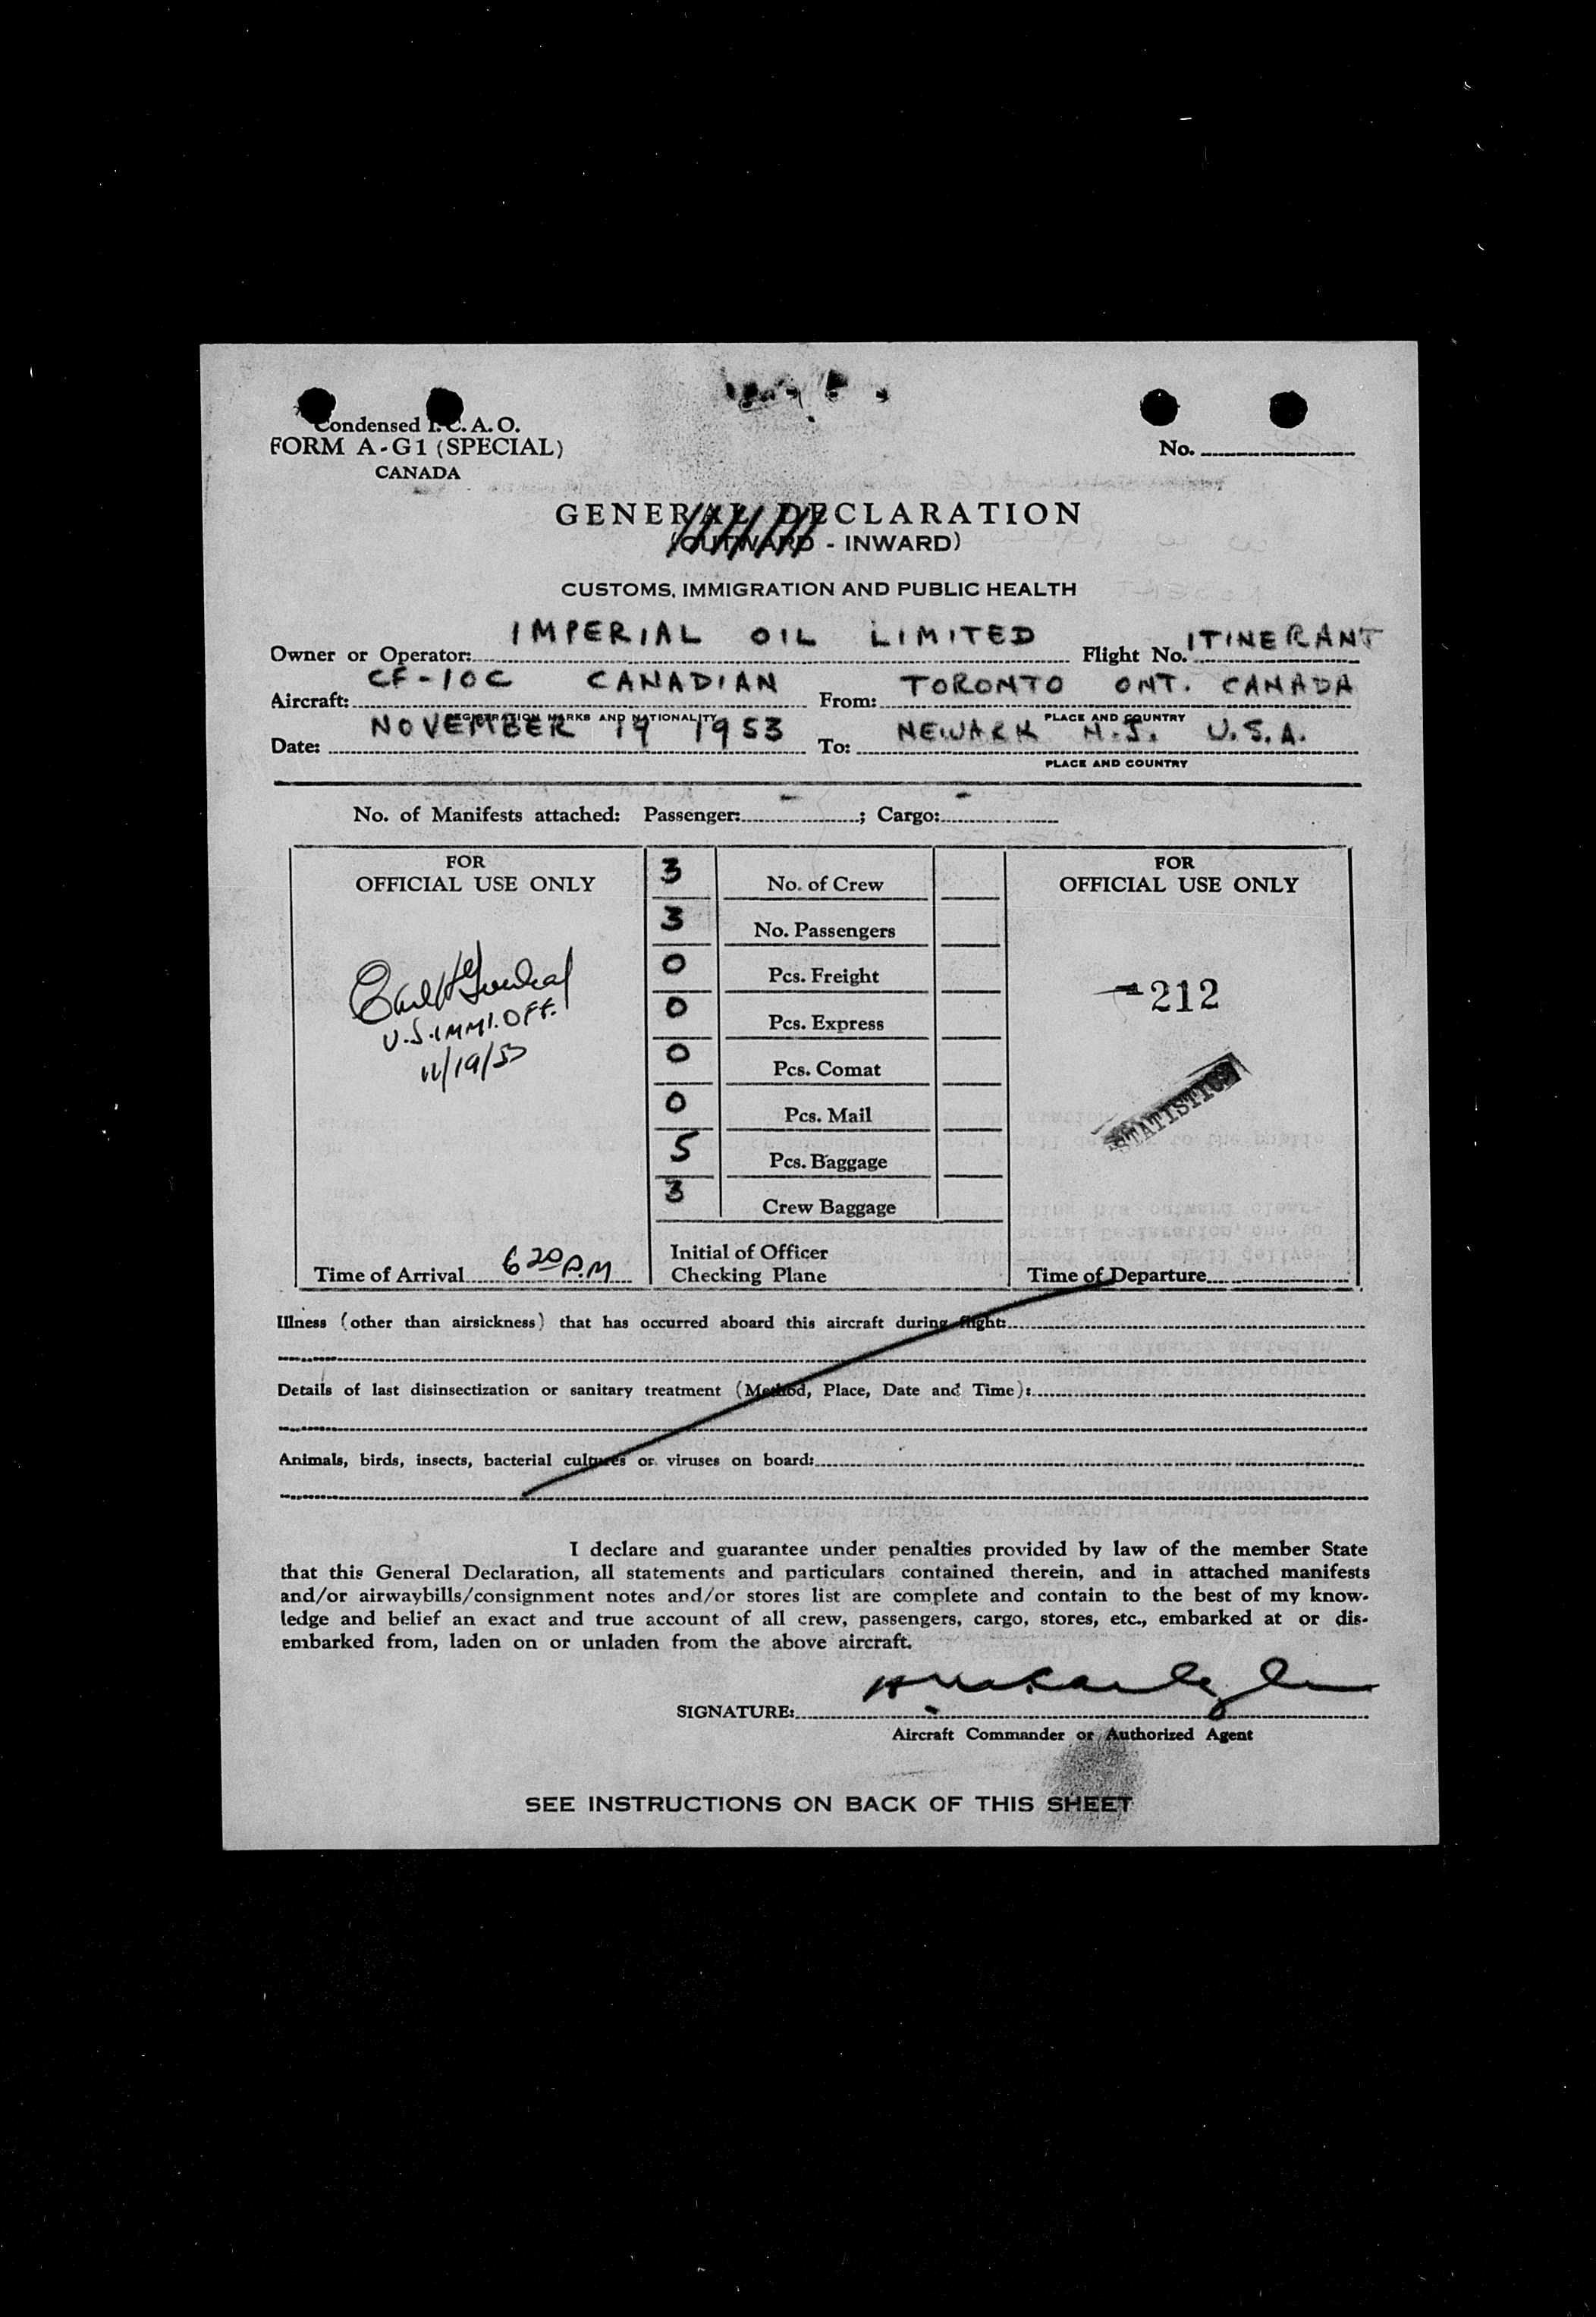 Condensed I.C.A.O.
FORM A-G1 (SPECIAL)
CANADA
No.
GENERAL DECLARATION
(OUTWARD - INWARD)
CUSTOMS, IMMIGRATION AND PUBLIC HEALTH
Owner or Operator: IMPERIAL OIL LIMITED Flight No. ITINERANT
Aircraft: CF-IOC CANADIAN From: TORONTO ONT. CANADA
REGISTRATION MARKS AND NATIONALITY PLACE AND COUNTRY
Date: NOVEMBER 19 1953 To: NEWARK N.J. U.S.A.
PLACE AND COUNTRY
No. of Manifests attached: Passenger: - ; Cargo: -
FOR
OFFICIAL USE ONLY
U.S. IMMI. OFF.
11/19/53
Time of Arrival 6 20 P.M
3 No. of Crew
3 No. Passengers
0 Pcs. Freight
0 Pcs. Express
0 Pcs. Comat
0 Pcs. Mail
5 Pcs. Baggage
3 Crew Baggage
Initial of Officer
Checking Plane
FOR
OFFICIAL USE ONLY
212
STATISTICS
Time of Departure
Illness (other than airsickness) that has occurred aboard this aircraft during flight:
Details of last disinsectization or sanitary treatment (Method, Place, Date and Time):
Animals, birds, insects, bacterial cultures or viruses on board:
I declare and guarantee under penalties provided by law of the member State
that this General Declaration, all statements and particulars contained therein, and in attached manifests
and/or airwaybills/consignment notes and/or stores list are complete and contain to the best of my know-
ledge and belief an exact and true account of all crew, passengers, cargo, stores, etc., embarked at or dis-
embarked from, laden on or unladen from the above aircraft.
SIGNATURE:
Aircraft Commander or Authorized Agent
SEE INSTRUCTIONS ON BACK OF THIS SHEET